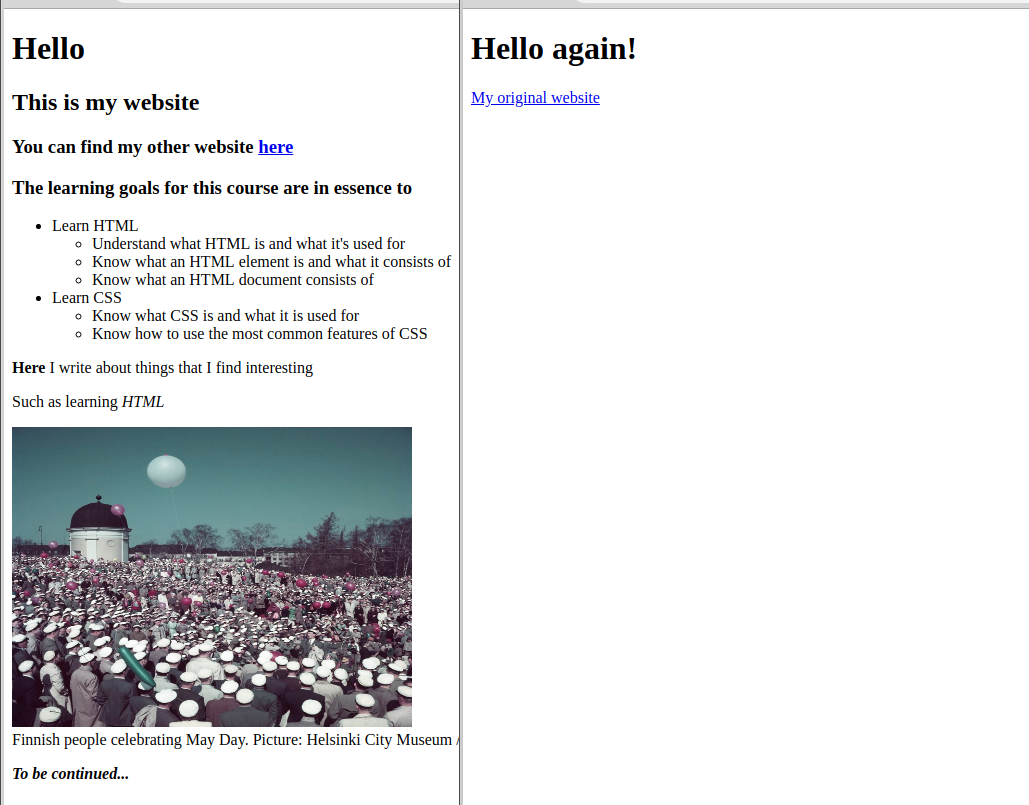 Hello
This is my website
You can find my other website here
The learning goals for this course are in essence to
Learn HTML
Understand what HTML is and what it's used for
Know what an HTML element is and what it consists of
Know what an HTML document consists of
Learn CSS
Know what CSS is and what it is used for
Know how to use the most common features of CSS
Here I write about things that I find interesting
Such as learning HTML
Finnish people celebrating May Day. Picture: Helsinki City Museum /
To be continued...
Hello again!
My original website